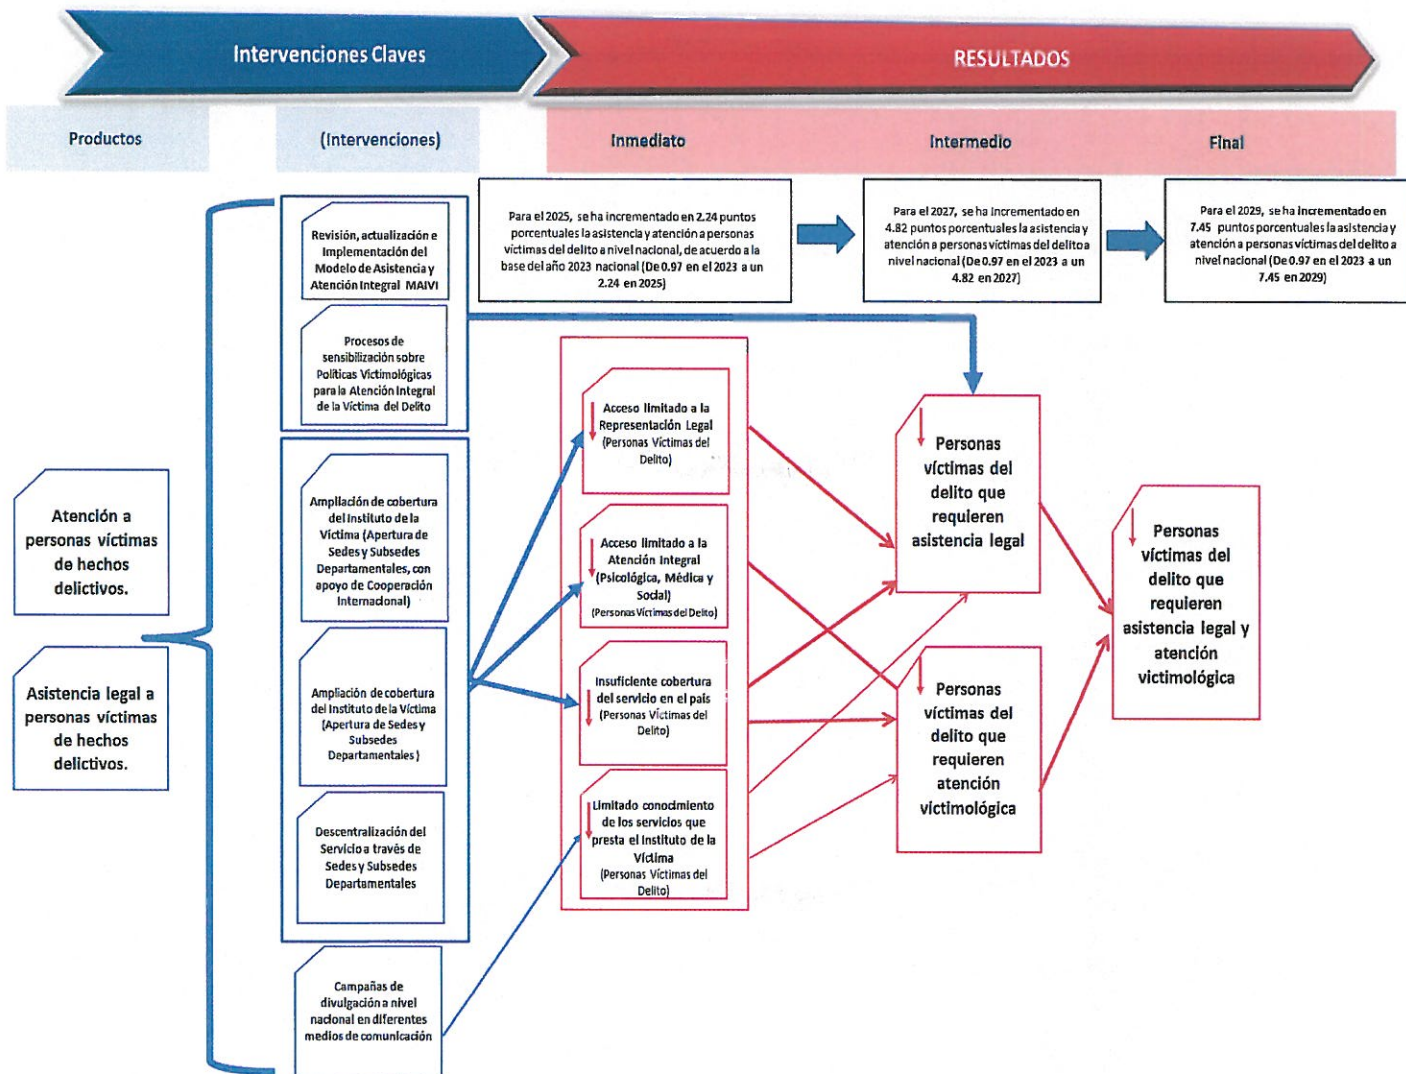 Intervenciones Claves
RESULTADOS
Productos
(Intervenciones)
Inmediato
Intermedio
Final
Para el 2025, se ha incrementado en 2.24 puntos
porcentuales la asistencia y atención a personas
víctimas del delito a nivel nacional, de acuerdo a la
base del año 2023 nacional (De 0.97 en el 2023 a un
2.24 en 2025)
Para el 2027, se ha incrementado en
4.82 puntos porcentuales la asistencia y
atención a personas víctimas del delito a
nivel nacional (De 0.97 en el 2023 a un
4.82 en 2027)
Para el 2029, se ha incrementado en
7.45 puntos porcentuales la asistencia y
atención a personas víctimas del delito a
nivel nacional (De 0.97 en el 2023 a un
7.45 en 2029)
Atención a
personas víctimas
de hechos
delictivos.
Asistencia legal a
personas víctimas
de hechos
delictivos.
Revisión, actualización e
Implementación del
Modelo de Asistencia y
Atención Integral MAIVI
Procesos de
sensibilización sobre
Políticas Victimológicas
para la Atención Integral
de la Víctima del Delito
Ampliación de cobertura
del Instituto de la
Víctima (Apertura de
Sedes y Subsedes
Departamentales, con
apoyo de Cooperación
Internacional)
Ampliación de cobertura
del Instituto de la Víctima
(Apertura de Sedes y
Subsedes
Departamentales)
Descentralización del
Servicio a través de
Sedes y Subsedes
Departamentales
Campañas de
divulgación a nivel
nacional en diferentes
medios de comunicación
Acceso limitado a la
Representación Legal
(Personas Víctimas del
Delito)
Acceso limitado a la
Atención Integral
(Psicológica, Médica y
Social)
(Personas Víctimas del Delito)
Insuficiente cobertura
del servicio en el país
(Personas Víctimas del
Delito)
Limitado conocimiento
de los servicios que
presta el Instituto de la
Víctima
(Personas Víctimas del
Delito)
Personas
víctimas del
delito que
requieren
asistencia legal
Personas
víctimas del
delito que
requieren
atención
victimológica
Personas
víctimas del
delito que
requieren
asistencia legal y
atención
victimológica